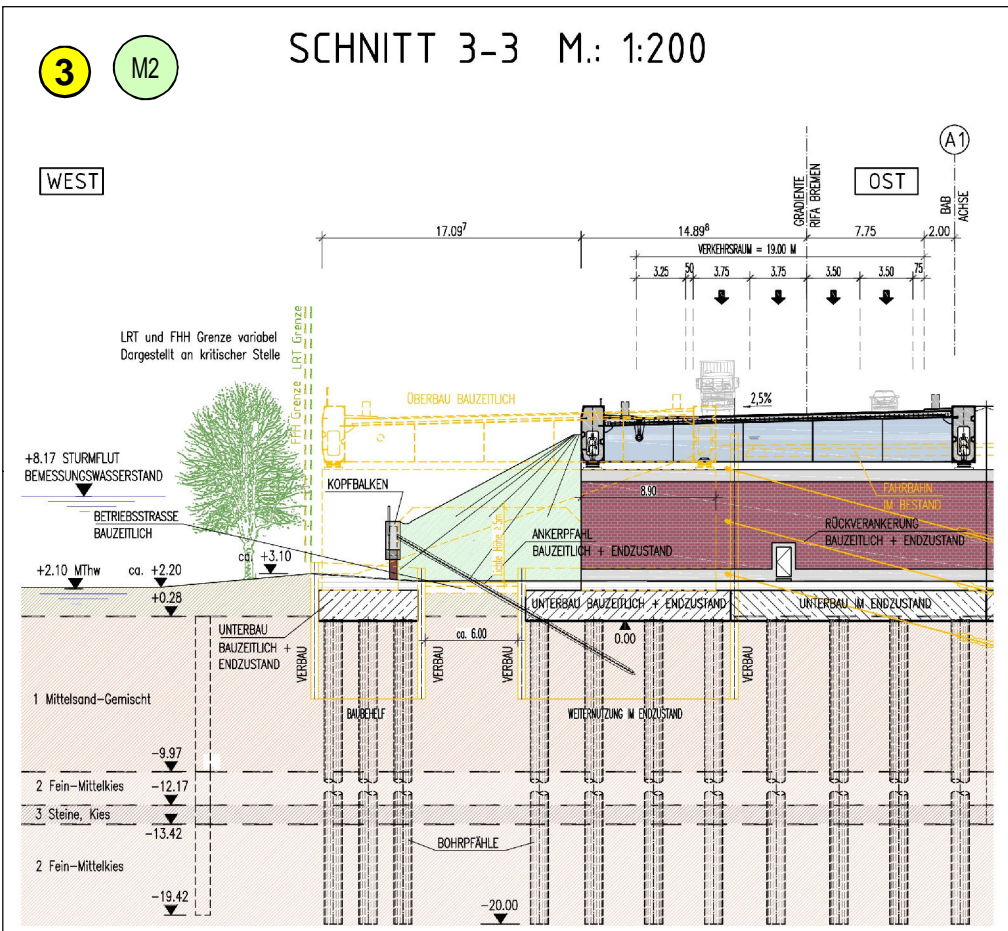 3
M2
SCHNITT 3-3 M.: 1:200
A1
WEST
OST
GRADIENTE
RIFA BREMEN
BAB
ACHSE
17.09⁷
14.89⁸
7.75
2.00
VERKEHRSRAUM = 19.00 M
3.25
50
3.75
3.75
3.50
3.50
75
LRT und FHH Grenze variabel
Dargestellt an kritischer Stelle
FFH Grenze
LRT Grenze
ÜBERBAU BAUZEITLICH
2,5%
+8.17 STURMFLUT
BEMESSUNGSWASSERSTAND
KOPFBALKEN
8.90
FAHRBAHN
IM BESTAND
BETRIEBSSTRASSE
BAUZEITLICH
Lichte Höhe 2.5m
ANKERPFAHL
BAUZEITLICH + ENDZUSTAND
RÜCKVERANKERUNG
BAUZEITLICH + ENDZUSTAND
ca. +3.10
+2.10 MThw
ca. +2.20
+0.28
UNTERBAU BAUZEITLICH + ENDZUSTAND
UNTERBAU IM ENDZUSTAND
UNTERBAU
BAUZEITLICH +
ENDZUSTAND
ca. 6.00
0.00
VERBAU
VERBAU
VERBAU
VERBAU
1 Mittelsand-Gemischt
BAUBEHELF
WEITERNUTZUNG IM ENDZUSTAND
-9.97
2 Fein-Mittelkies
-12.17
3 Steine, Kies
-13.42
BOHRPFÄHLE
2 Fein-Mittelkies
-19.42
-20.00